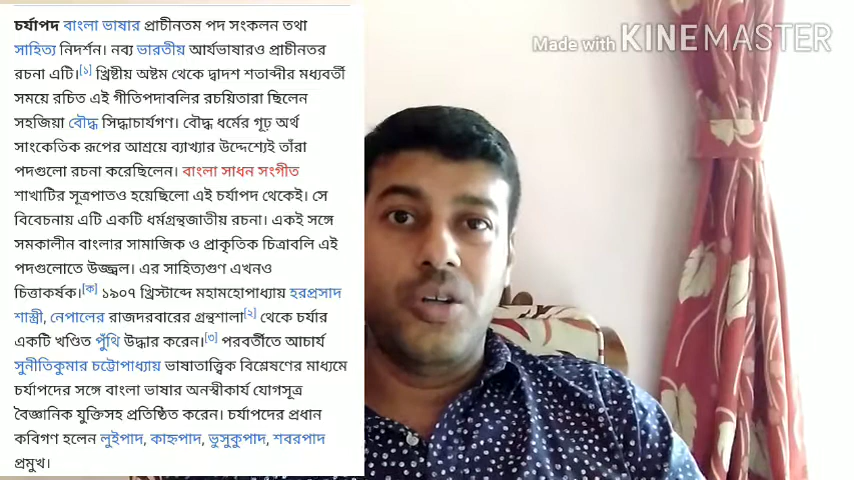 চর্যাপদ বাংলা ভাষার প্রাচীনতম পদ সংকলন তথা
সাহিত্য নিদর্শন। নব্য ভারতীয় আর্যভাষারও প্রাচীনতর
রচনা এটি।[১] খ্রিষ্টীয় অষ্টম থেকে দ্বাদশ শতাব্দীর মধ্যবর্তী
সময়ে রচিত এই গীতিপদাবলির রচয়িতারা ছিলেন
সহজিয়া বৌদ্ধ সিদ্ধাচার্যগণ। বৌদ্ধ ধর্মের গূঢ় অর্থ
সাংকেতিক রূপের আশ্রয়ে ব্যাখ্যার উদ্দেশ্যেই তাঁরা
পদগুলো রচনা করেছিলেন। বাংলা সাধন সংগীত
শাখাটির সূত্রপাতও হয়েছিলো এই চর্যাপদ থেকেই। সে
বিবেচনায় এটি একটি ধর্মগ্রন্থজাতীয় রচনা। একই সঙ্গে
সমকালীন বাংলার সামাজিক ও প্রাকৃতিক চিত্রাবলি এই
পদগুলোতে উজ্জ্বল। এর সাহিত্যগুণ এখনও
চিত্তাকর্ষক।[ক] ১৯০৭ খ্রিস্টাব্দে মহামহোপাধ্যায় হরপ্রসাদ
শাস্ত্রী, নেপালের রাজদরবারের গ্রন্থশালা[২] থেকে চর্যার
একটি খণ্ডিত পুঁথি উদ্ধার করেন।[৩] পরবর্তীতে আচার্য
সুনীতিকুমার চট্টোপাধ্যায় ভাষাতাত্ত্বিক বিশ্লেষণের মাধ্যমে
চর্যাপদের সঙ্গে বাংলা ভাষার অনস্বীকার্য যোগসূত্র
বৈজ্ঞানিক যুক্তিসহ প্রতিষ্ঠিত করেন। চর্যাপদের প্রধান
কবিগণ হলেন লুইপাদ, কাহ্নপাদ, ভুসুকুপাদ, শবরপাদ
প্রমুখ।
Made with KINEMASTER